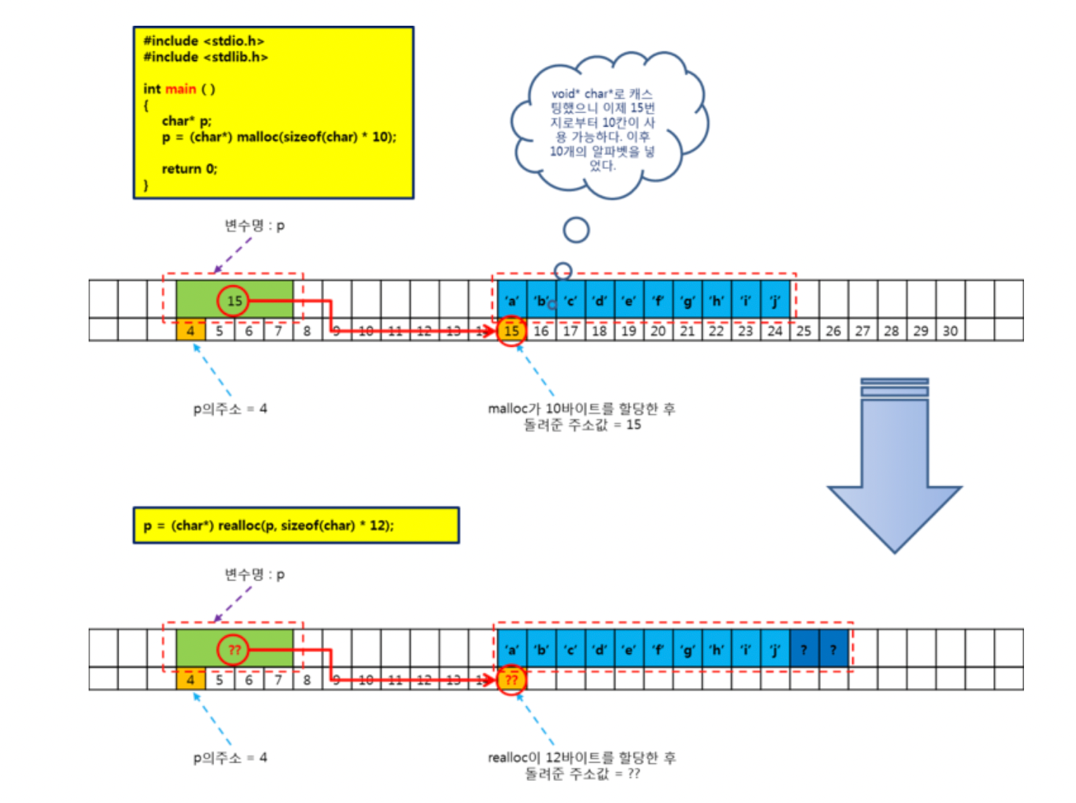 #include <stdio.h>
#include <stdlib.h>
int main ( )
{
char* p;
p = (char*) malloc(sizeof(char) * 10);
return 0;
}
void* char*로 캐스
팅했으니 이제 15번
지로부터 10칸이 사
용 가능하다. 이후
10개의 알파벳을 넣
었다.
변수명 : p
15 'a' 'b' 'c' 'd' 'e' 'f' 'g' 'h' 'i' 'j'
4 5 6 7 8 9 10 11 12 13 15 16 17 18 19 20 21 22 23 24 25 26 27 28 29 30
p의주소 = 4
malloc가 10바이트를 할당한 후
돌려준 주소값 = 15
p = (char*) realloc(p, sizeof(char) * 12);
변수명 : p
?? 'a' 'b' 'c' 'd' 'e' 'f' 'g' 'h' 'i' 'j' ? ?
4 5 6 7 8 9 10 11 12 13 ??
p의주소 = 4
realloc이 12바이트를 할당한 후
돌려준 주소값 = ??